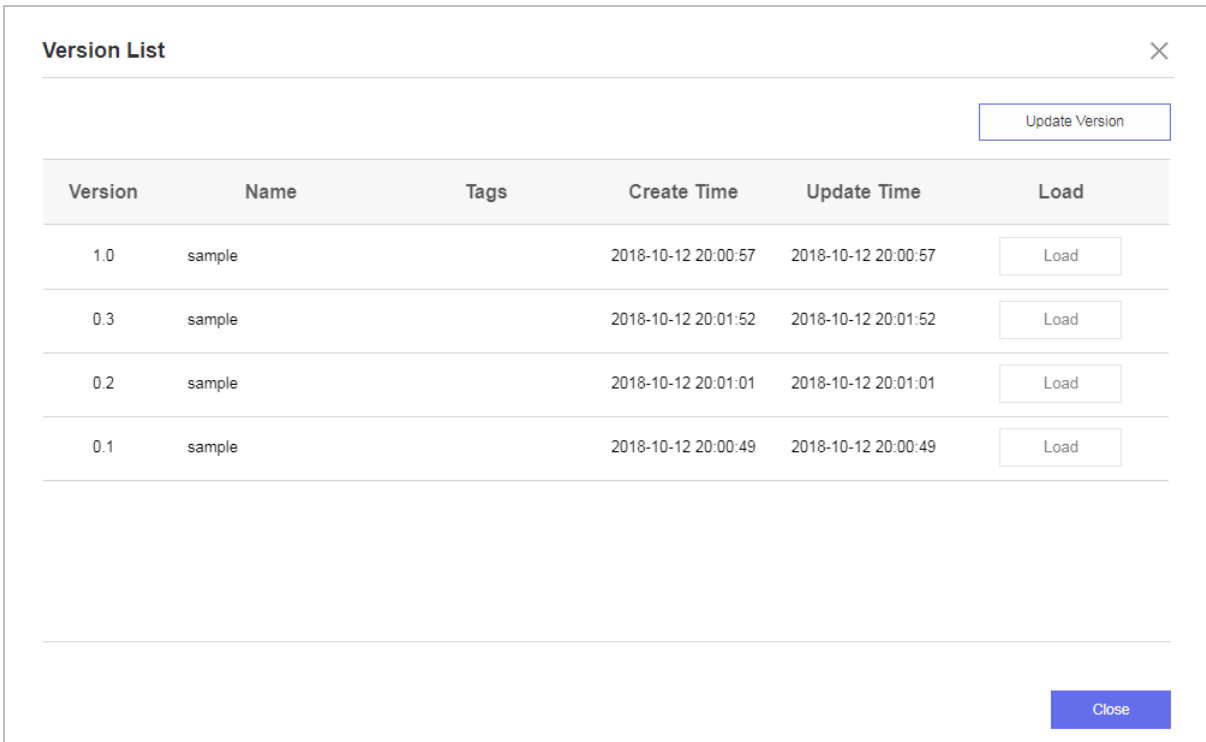 Version List
Update Version
Version Name Tags Create Time Update Time Load
1.0 sample 2018-10-12 20:00:57 2018-10-12 20:00:57 Load
0.3 sample 2018-10-12 20:01:52 2018-10-12 20:01:52 Load
0.2 sample 2018-10-12 20:01:01 2018-10-12 20:01:01 Load
0.1 sample 2018-10-12 20:00:49 2018-10-12 20:00:49 Load
Close